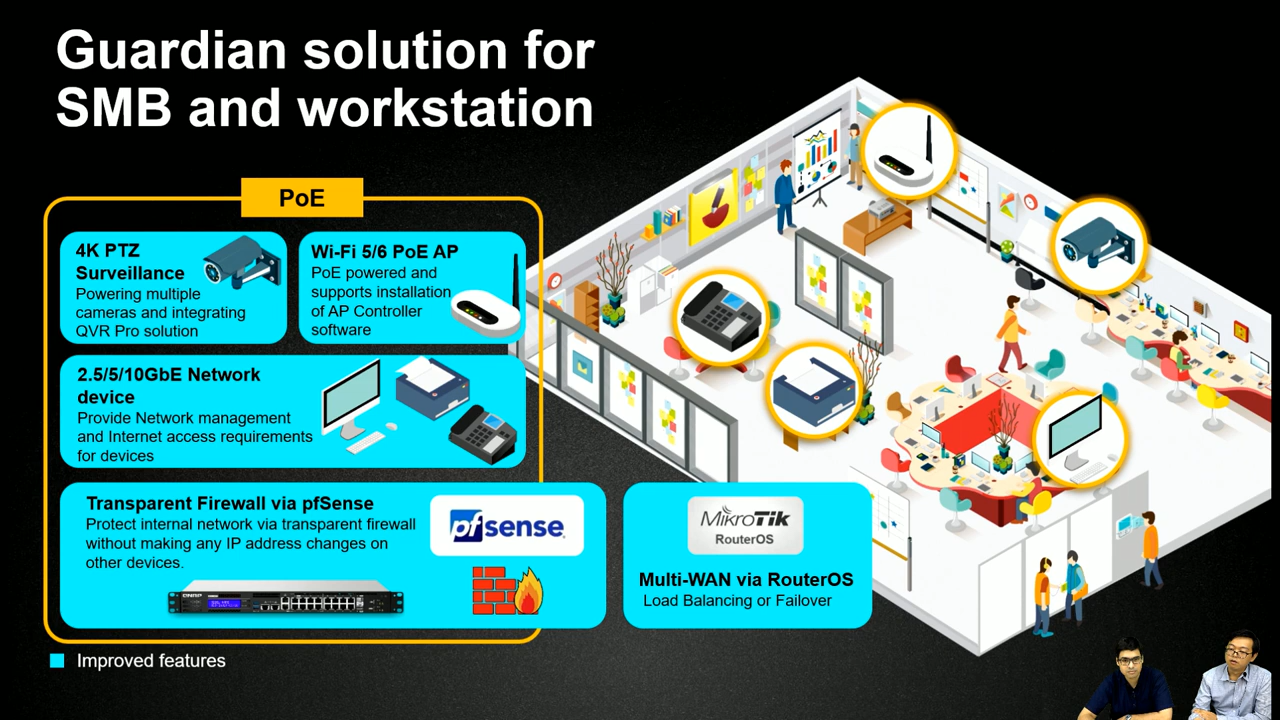 Guardian solution for
SMB and workstation
PoE
4K PTZ
Surveillance
Powering multiple
cameras and integrating
QVR Pro solution
Wi-Fi 5/6 PoE AP
PoE powered and
supports installation
of AP Controller
software
2.5/5/10GbE Network
device
Provide Network management
and Internet access requirements
for devices
Transparent Firewall via pfSense
Protect internal network via transparent firewall
without making any IP address changes on
other devices.
pfsense
QNAP
MikroTik
RouterOS
Multi-WAN via RouterOS
Load Balancing or Failover
Improved features